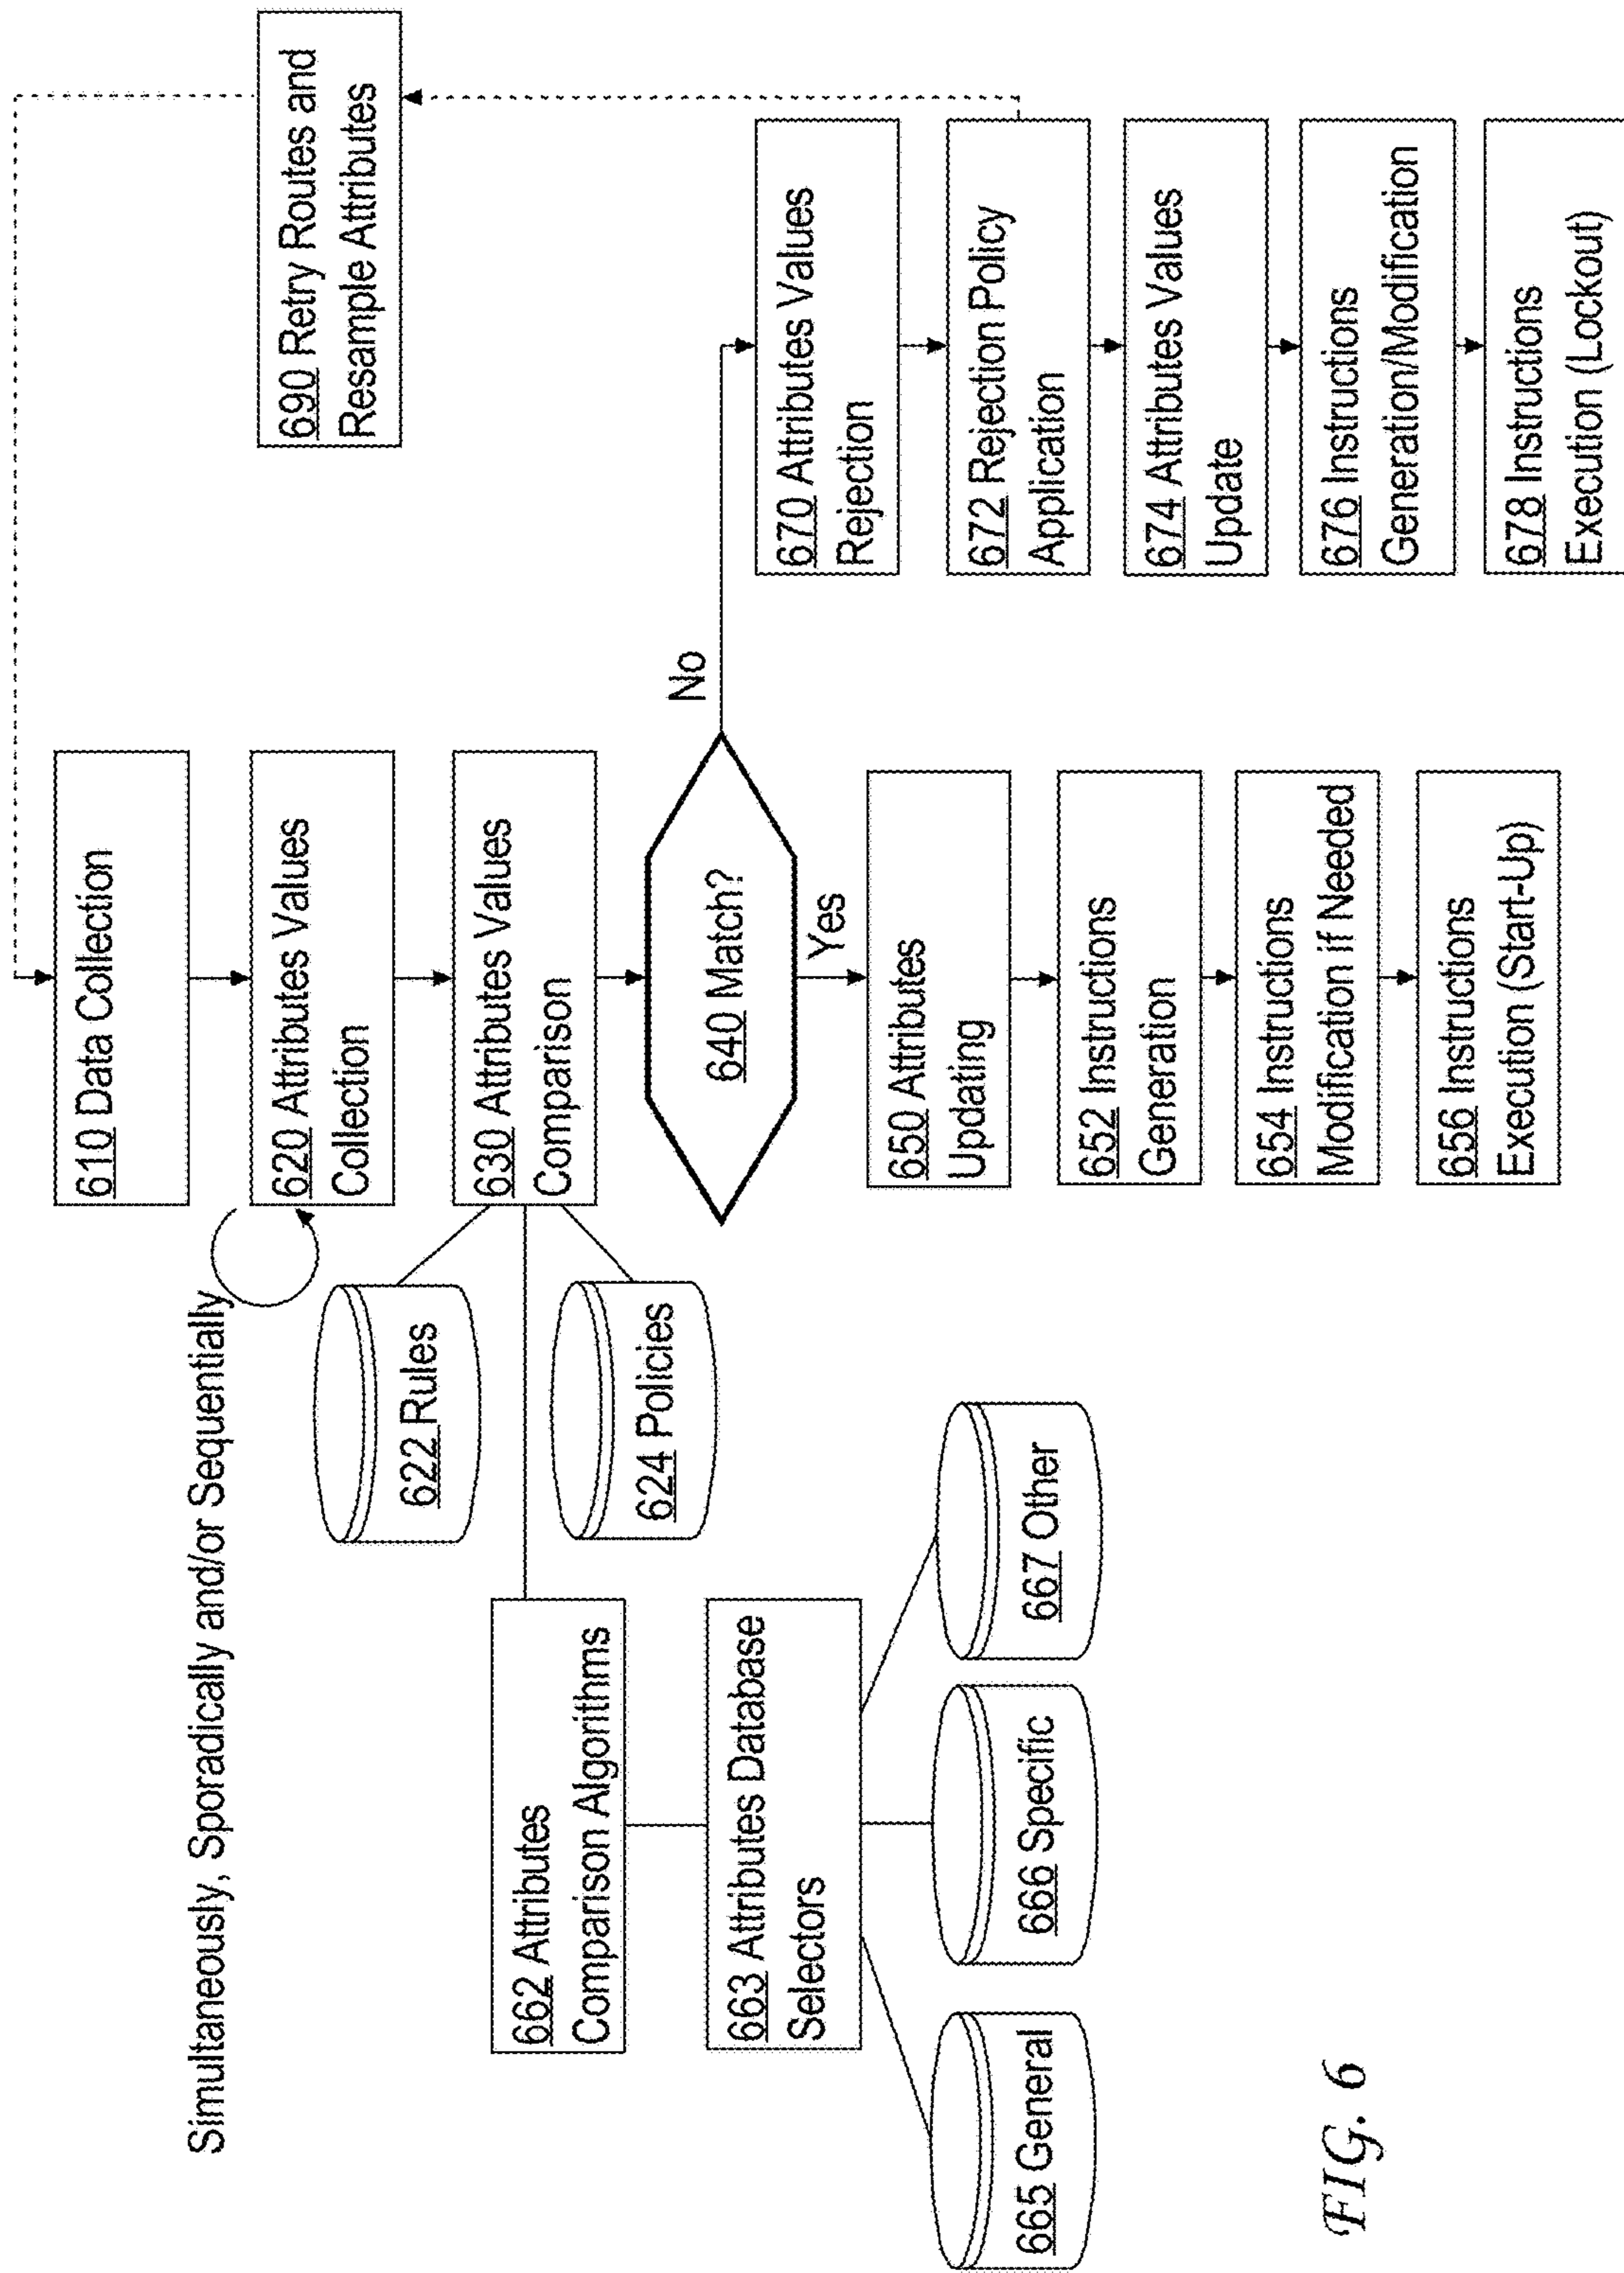 Simultaneously, Sporadically and/or Sequentially
610 Data Collection
620 Attributes Values
Collection
630 Attributes Values
Comparison
622 Rules
624 Policies
662 Attributes
Comparison Algorithms
663 Attributes Database
Selectors
665 General
666 Specific
667 Other
640 Match?
Yes
No
650 Attributes
Updating
652 Instructions
Generation
654 Instructions
Modification if Needed
656 Instructions
Execution (Start-Up)
690 Retry Routes and
Resample Attributes
670 Attributes Values
Rejection
672 Rejection Policy
Application
674 Attributes Values
Update
676 Instructions
Generation/Modification
678 Instructions
Execution (Lockout)
FIG. 6